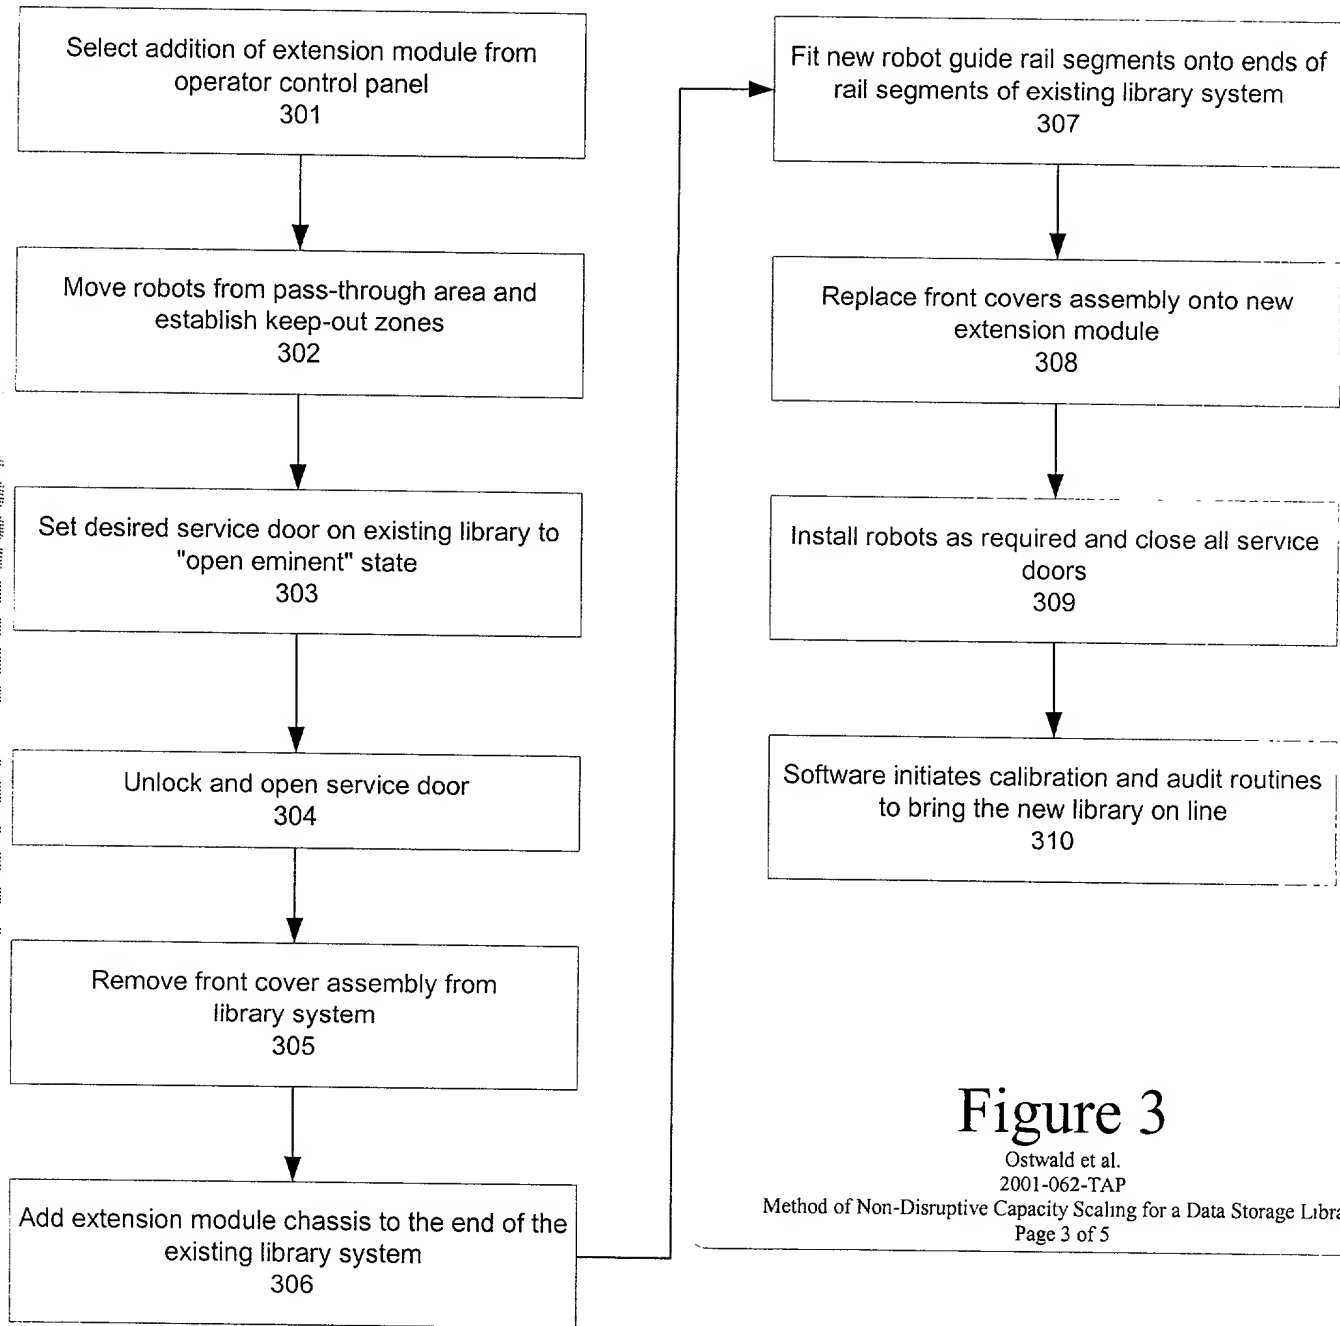 Select addition of extension module from
operator control panel
301
Move robots from pass-through area and
establish keep-out zones
302
Set desired service door on existing library to
"open eminent" state
303
Unlock and open service door
304
Remove front cover assembly from
library system
305
Add extension module chassis to the end of the
existing library system
306
Fit new robot guide rail segments onto ends of
rail segments of existing library system
307
Replace front covers assembly onto new
extension module
308
Install robots as required and close all service
doors
309
Software initiates calibration and audit routines
to bring the new library on line
310
Figure 3
Ostwald et al.
2001-062-TAP
Method of Non-Disruptive Capacity Scaling for a Data Storage
Page 3 of 5